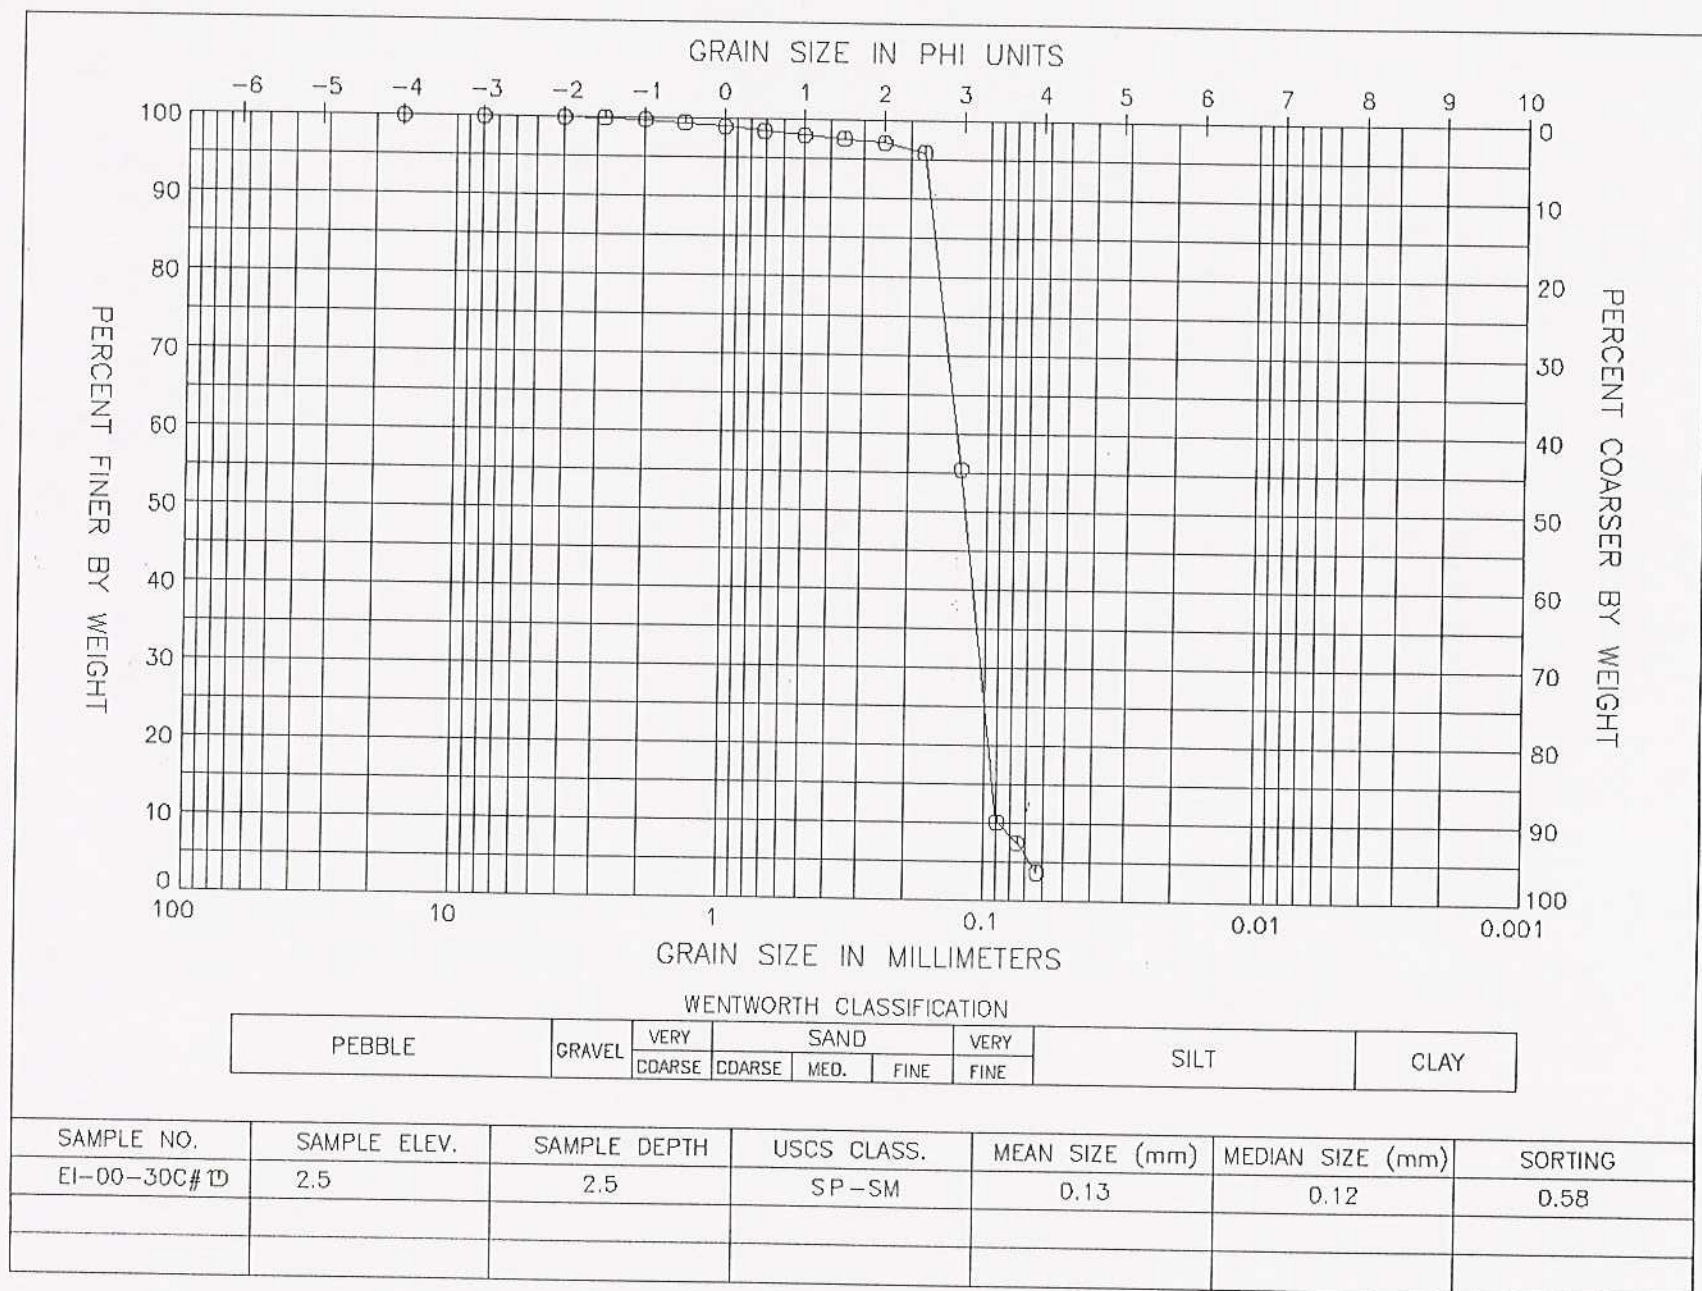 GRAIN SIZE IN PHI UNITS
-6 -5 -4 -3 -2 -1 0 1 2 3 4 5 6 7 8 9 10
100
90
80
70
60
50
40
30
20
10
0
PERCENT FINER BY WEIGHT
0
10
20
30
40
50
60
70
80
90
100
PERCENT COARSER BY WEIGHT
100 10 1 0.1 0.01 0.001
GRAIN SIZE IN MILLIMETERS
WENTWORTH CLASSIFICATION
PEBBLE GRAVEL VERY COARSE SAND COARSE MED. FINE VERY FINE SILT CLAY
SAMPLE NO. SAMPLE ELEV. SAMPLE DEPTH USCS CLASS. MEAN SIZE (mm) MEDIAN SIZE (mm) SORTING
EI-00-30C# 2.5 2.5 SP-SM 0.13 0.12 0.58